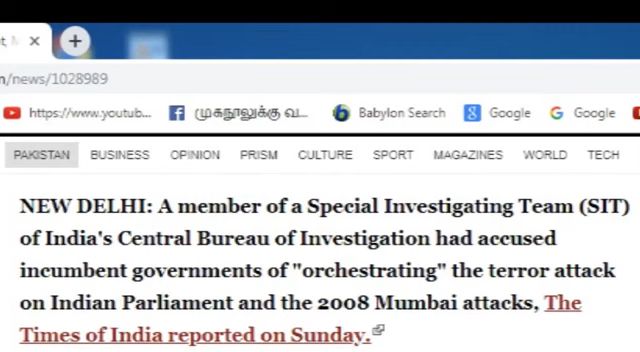 n/news/1028989
https://www.youtub... முகநூலுக்கு வ... Babylon Search Google Google
PAKISTAN BUSINESS OPINION PRISM CULTURE SPORT MAGAZINES WORLD TECH
NEW DELHI: A member of a Special Investigating Team (SIT)
of India's Central Bureau of Investigation had accused
incumbent governments of "orchestrating" the terror attack
on Indian Parliament and the 2008 Mumbai attacks, The
Times of India reported on Sunday.